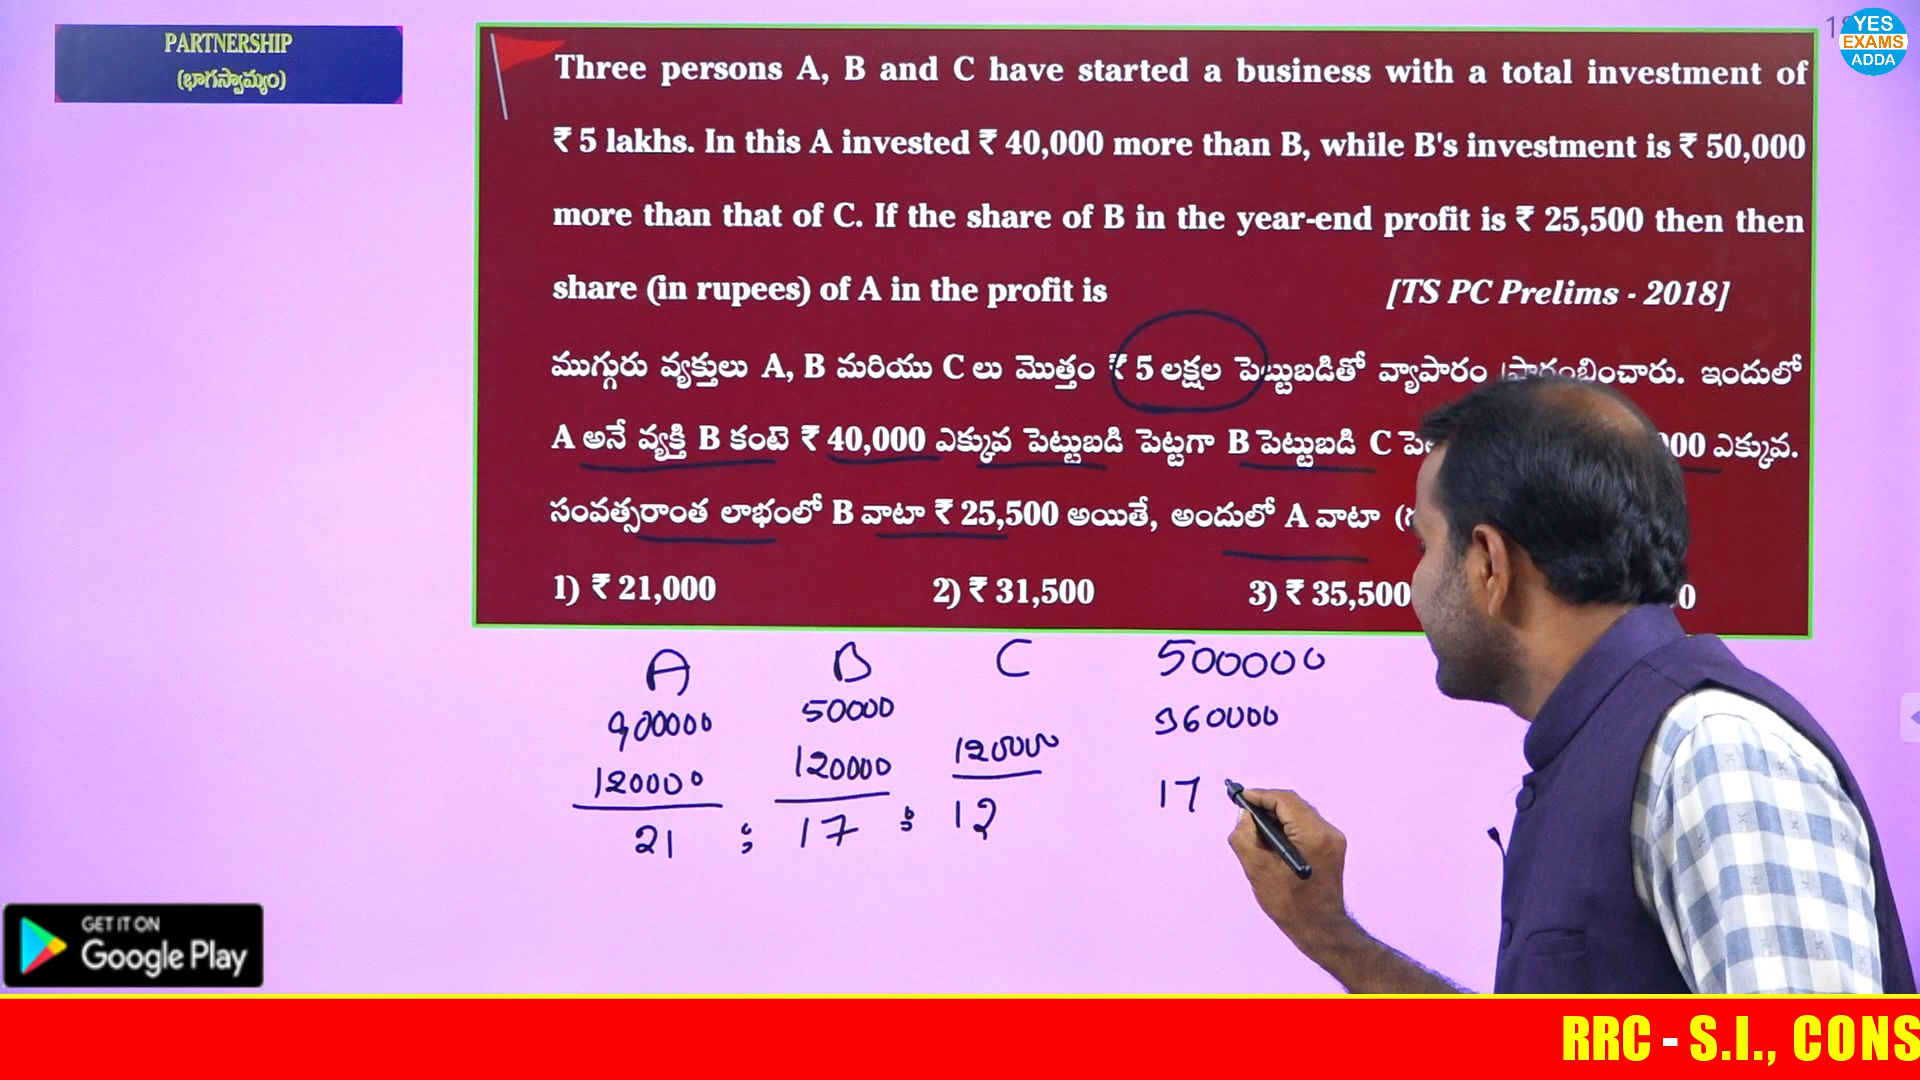 PARTNERSHIP
(భాగస్వామ్యం)
YES
EXAMS
ADDA
Three persons A, B and C have started a business with a total investment of
₹ 5 lakhs. In this A invested ₹ 40,000 more than B, while B's investment is ₹ 50,000
more than that of C. If the share of B in the year-end profit is ₹ 25,500 then then
share (in rupees) of A in the profit is [TS PC Prelims - 2018]
ముగ్గురు వ్యక్తులు A, B మరియు C లు మొత్తం ₹ 5 లక్షల పెట్టుబడితో వ్యాపారం ప్రారంభించారు. ఇందులో
A అనే వ్యక్తి B కంటె ₹ 40,000 ఎక్కువ పెట్టుబడి పెట్టగా B పెట్టుబడి C 00 ఎక్కువ.
సంవత్సరాంత లాభంలో B వాటా ₹ 25,500 అయితే, అందులో A వాటా
1) ₹ 21,000 2) ₹ 31,500 3) ₹ 35,500 0
A B C 500000
900000 50000 360000
120000 120000 120000
21 : 17 : 12 17
GET IT ON
Google Play
RRC - S.I., CONS